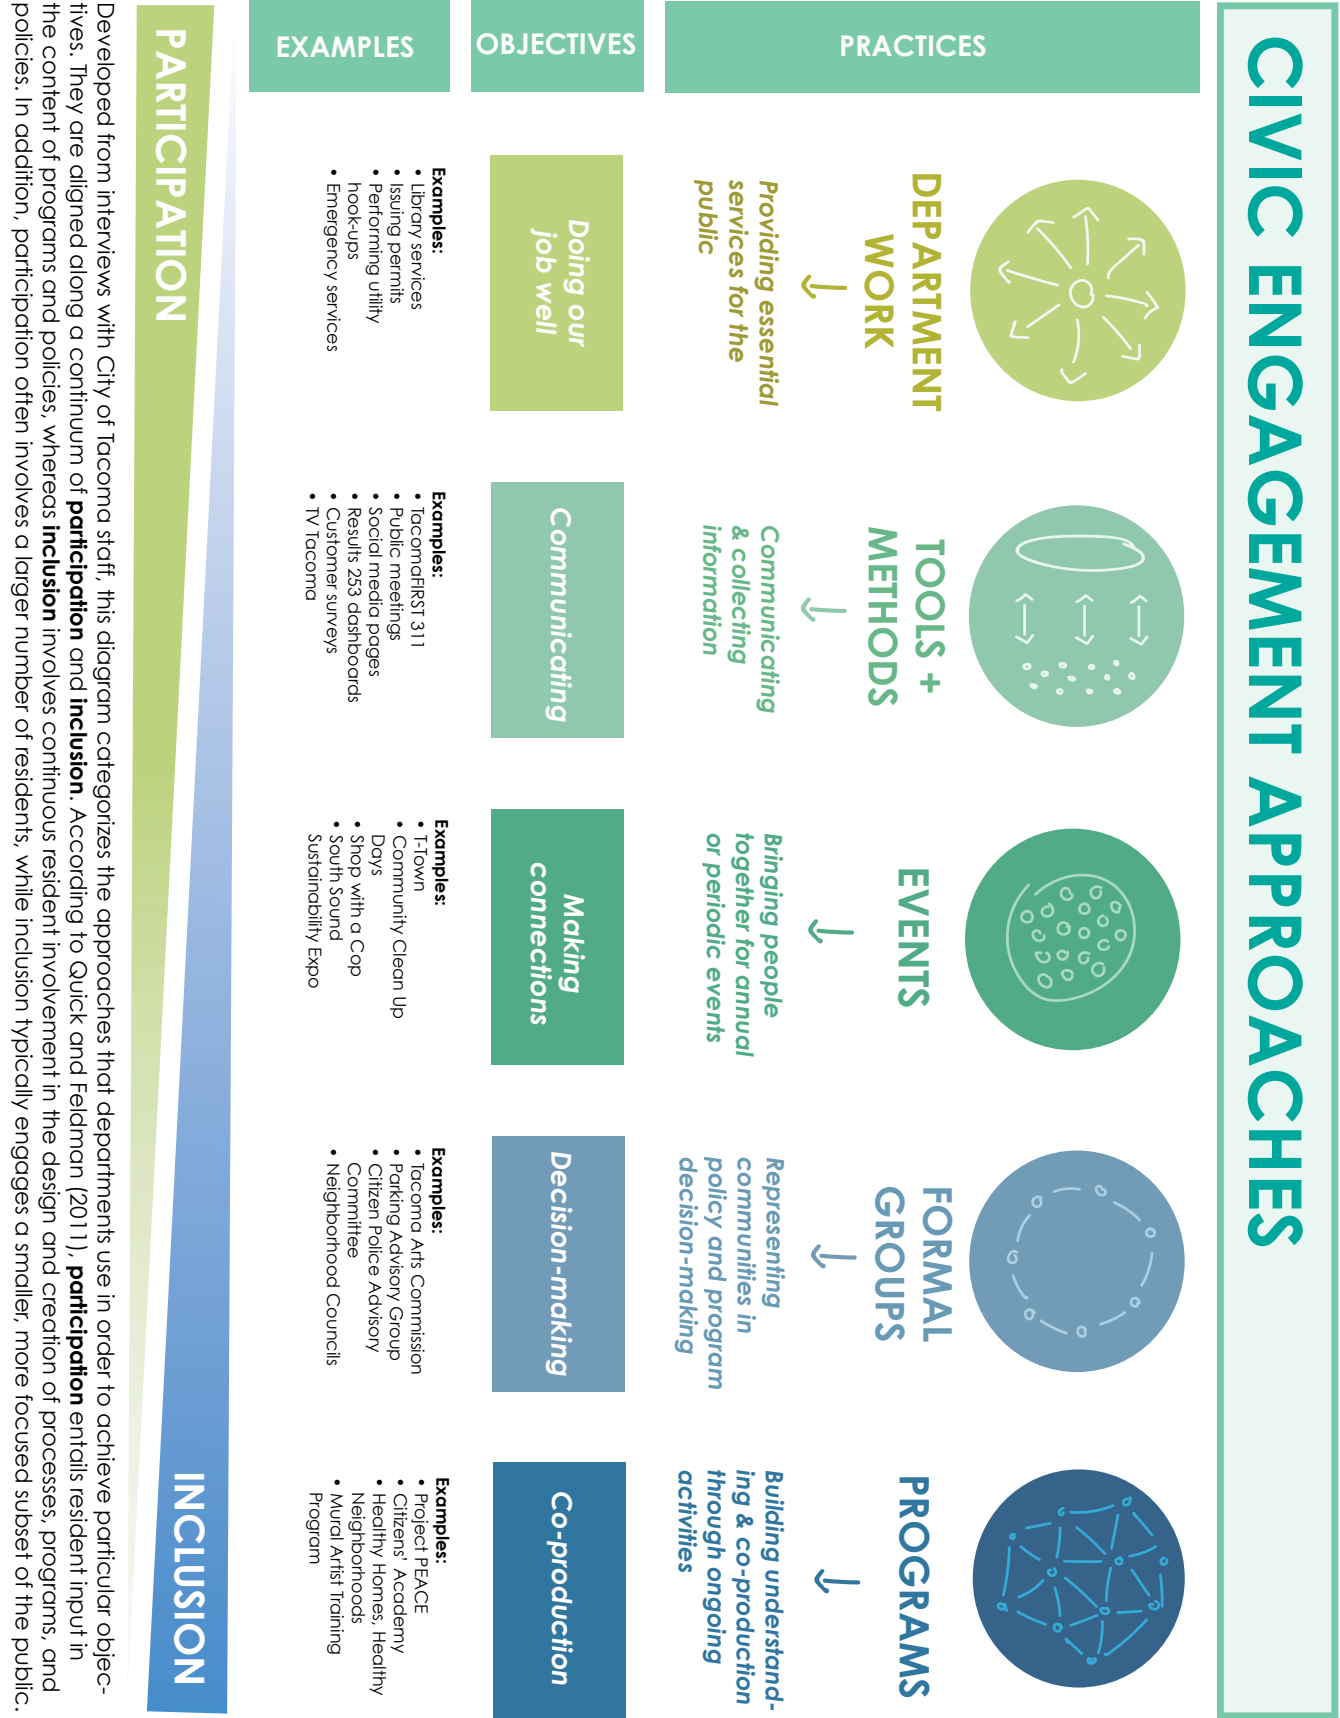 CIVIC ENGAGEMENT APPROACHES
PRACTICES
DEPARTMENT
WORK
Providing essential
services for the
public
TOOLS +
METHODS
Communicating
& collecting
information
EVENTS
Bringing people
together for annual
or periodic events
FORMAL
GROUPS
Representing
communities in
policy and program
decision-making
PROGRAMS
Building understand-
ing & co-production
through ongoing
activities
OBJECTIVES
Doing our
job well
Communicating
Making
connections
Decision-making
Co-production
EXAMPLES
Examples:
• Library services
• Issuing permits
• Performing utility
hook-ups
• Emergency services
Examples:
• TacomaFIRST 311
• Public meetings
• Social media pages
• Results 253 dashboards
• Customer surveys
• TV Tacoma
Examples:
• T-Town
• Community Clean Up
Days
• Shop with a Cop
• South Sound
Sustainability Expo
Examples:
• Tacoma Arts Commission
• Parking Advisory Group
• Citizen Police Advisory
Committee
• Neighborhood Councils
Examples:
• Project PEACE
• Citizens' Academy
• Healthy Homes, Healthy
Neighborhoods
• Mural Artist Training
Program
PARTICIPATION
INCLUSION
Developed from interviews with City of Tacoma staff, this diagram categorizes the approaches that departments use in order to achieve particular objec-
tives. They are aligned along a continuum of participation and inclusion. According to Quick and Feldman (2011), participation entails resident input in
the content of programs and policies, whereas inclusion involves continuous resident involvement in the design and creation of processes, programs, and
policies. In addition, participation often involves a larger number of residents, while inclusion typically engages a smaller, more focused subset of the public.